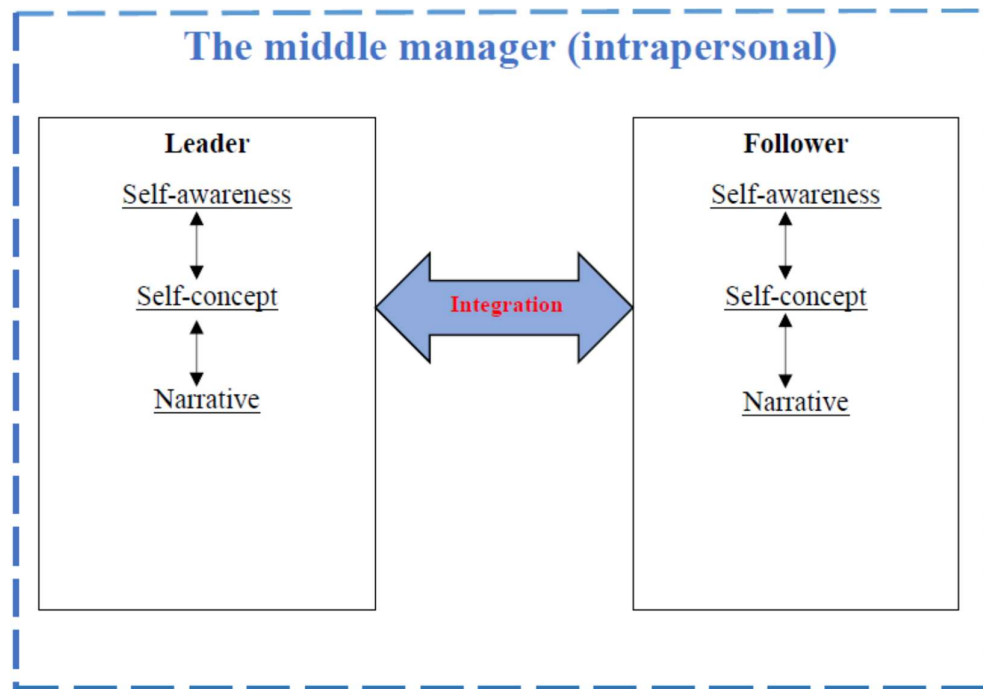 The middle manager (intrapersonal)
Leader
Self-awareness
Self-concept
Narrative
Integration
Follower
Self-awareness
Self-concept
Narrative